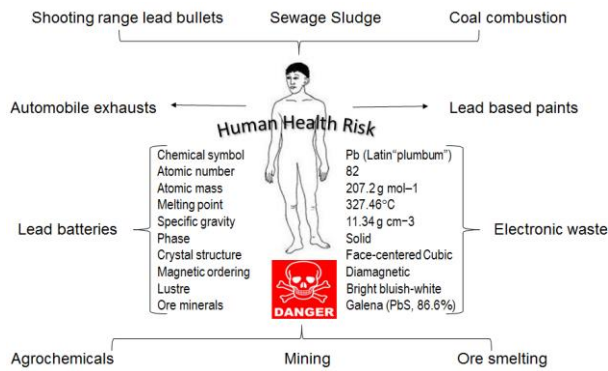 Shooting range lead bullets
Sewage Sludge
Coal combustion
Automobile exhausts
Lead based paints
Human Health Risk
Chemical symbol Pb (Latin“plumbum”)
Atomic number 82
Atomic mass 207.2 g mol–1
Melting point 327.46°C
Specific gravity 11.34 g cm−3
Phase Solid
Crystal structure Face-centered Cubic
Magnetic ordering Diamagnetic
Lustre Bright bluish-white
Ore minerals Galena (PbS, 86.6%)
Lead batteries
Electronic waste
DANGER
Agrochemicals
Mining
Ore smelting